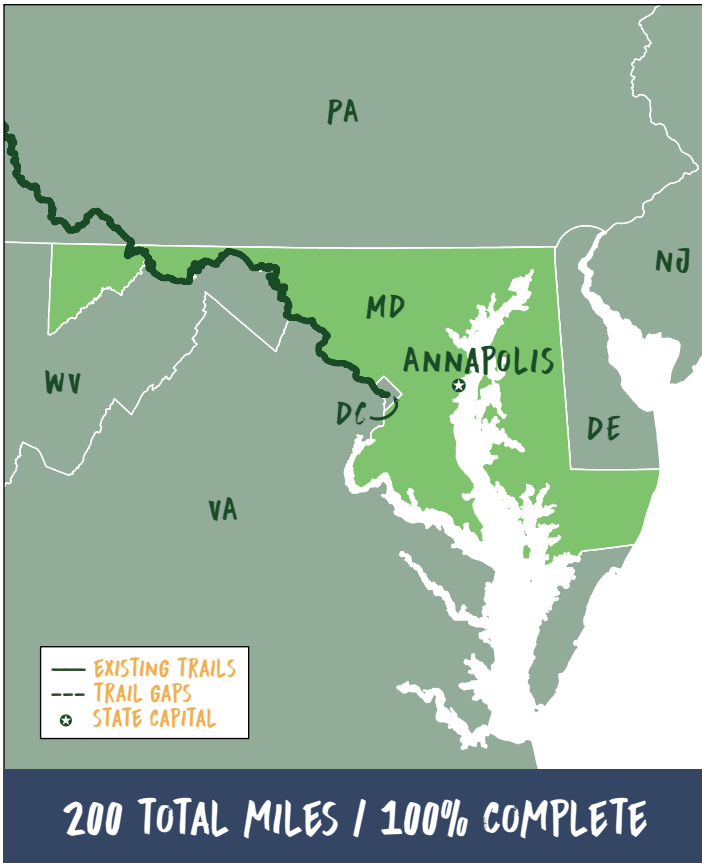 PA
NJ
MD
ANNAPOLIS
WV
DC
DE
VA
EXISTING TRAILS
TRAIL GAPS
STATE CAPITAL
200 TOTAL MILES / 100% COMPLETE